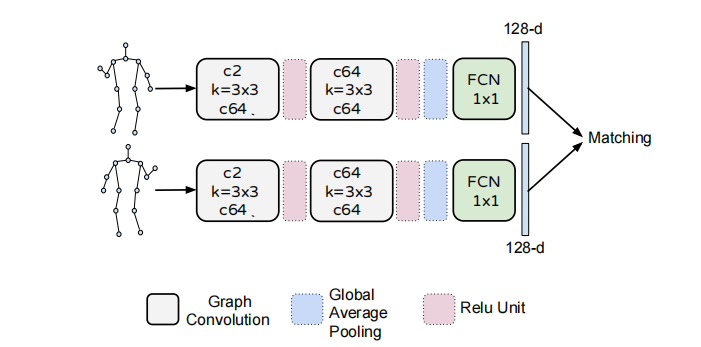 128-d
c2
k=3x3
c64 .
c64
k=3x3
c64
FCN
1x1
Matching
c2
k=3x3
c64 .
c64
k=3x3
c64
FCN
1x1
128-d
Graph
Convolution
Global
Average
Pooling
Relu Unit